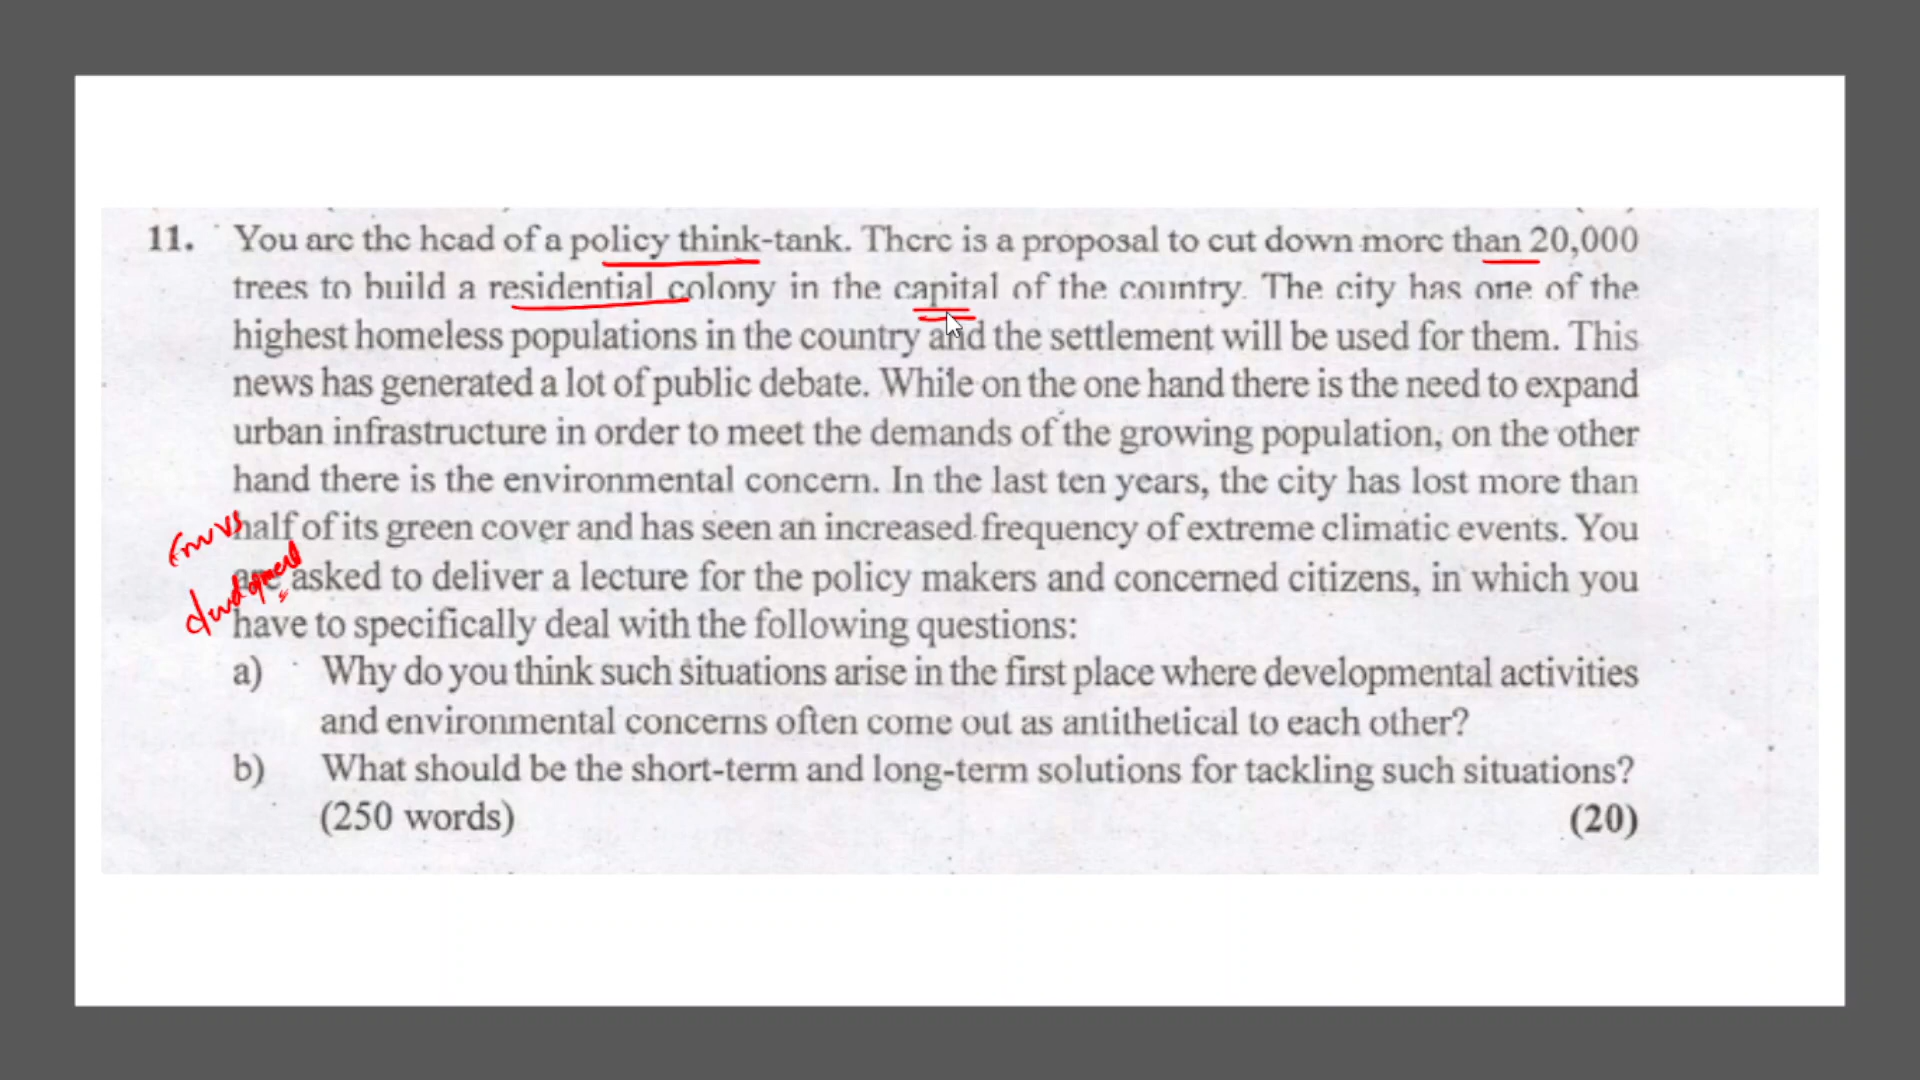 11. You are the head of a policy think-tank. There is a proposal to cut down more than 20,000
trees to build a residential colony in the capital of the country. The city has one of the
highest homeless populations in the country and the settlement will be used for them. This
news has generated a lot of public debate. While on the one hand there is the need to expand
urban infrastructure in order to meet the demands of the growing population, on the other
hand there is the environmental concern. In the last ten years, the city has lost more than
half of its green cover and has seen an increased frequency of extreme climatic events. You
are asked to deliver a lecture for the policy makers and concerned citizens, in which you
have to specifically deal with the following questions:
a) Why do you think such situations arise in the first place where developmental activities
and environmental concerns often come out as antithetical to each other?
b) What should be the short-term and long-term solutions for tackling such situations?
(250 words) (20)